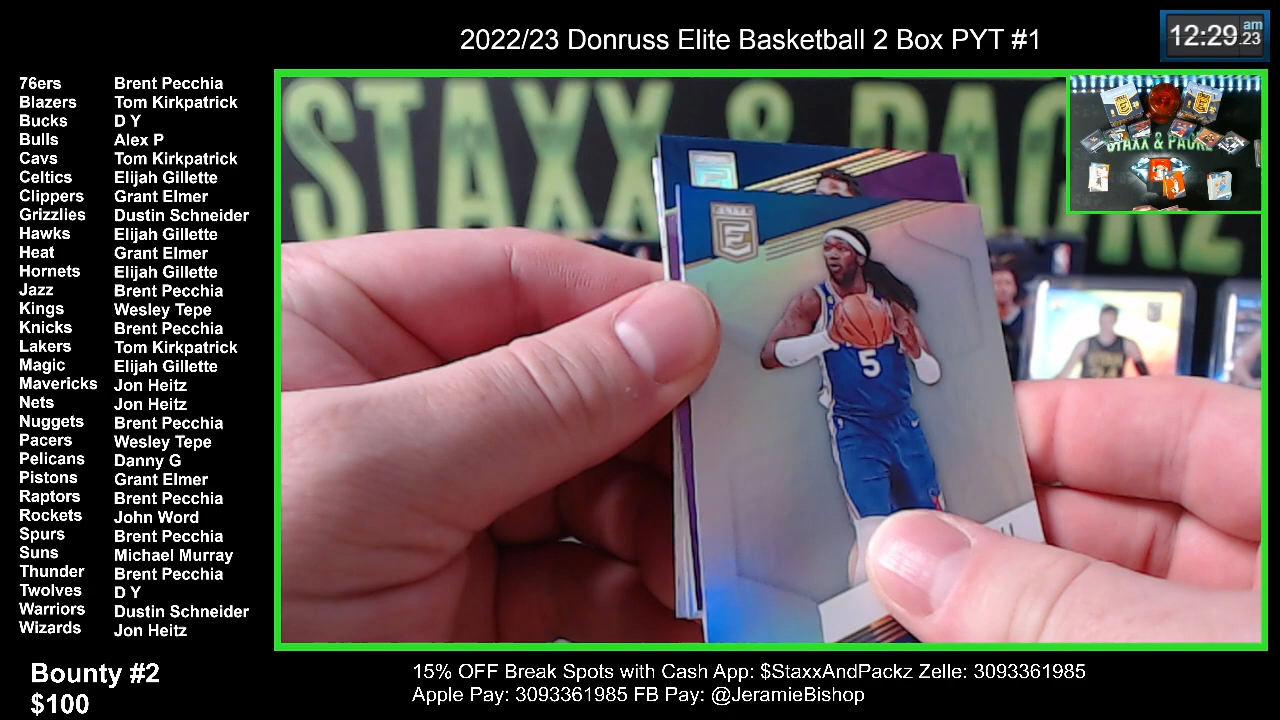 2022/23 Donruss Elite Basketball 2 Box PYT #1
12:29 am
.23
76ers Brent Pecchia
Blazers Tom Kirkpatrick
Bucks D Y
Bulls Alex P
Cavs Tom Kirkpatrick
Celtics Elijah Gillette
Clippers Grant Elmer
Grizzlies Dustin Schneider
Hawks Elijah Gillette
Heat Grant Elmer
Hornets Elijah Gillette
Jazz Brent Pecchia
Kings Wesley Tepe
Knicks Brent Pecchia
Lakers Tom Kirkpatrick
Magic Elijah Gillette
Mavericks Jon Heitz
Nets Jon Heitz
Nuggets Brent Pecchia
Pacers Wesley Tepe
Pelicans Danny G
Pistons Grant Elmer
Raptors Brent Pecchia
Rockets John Word
Spurs Brent Pecchia
Suns Michael Murray
Thunder Brent Pecchia
Twolves D Y
Warriors Dustin Schneider
Wizards Jon Heitz
Bounty #2
$100
STAXX & PACKZ
STAXX & PACKZ
ELITE
E
5
15% OFF Break Spots with Cash App: $StaxxAndPackz Zelle: 3093361985
Apple Pay: 3093361985 FB Pay: @JeramieBishop